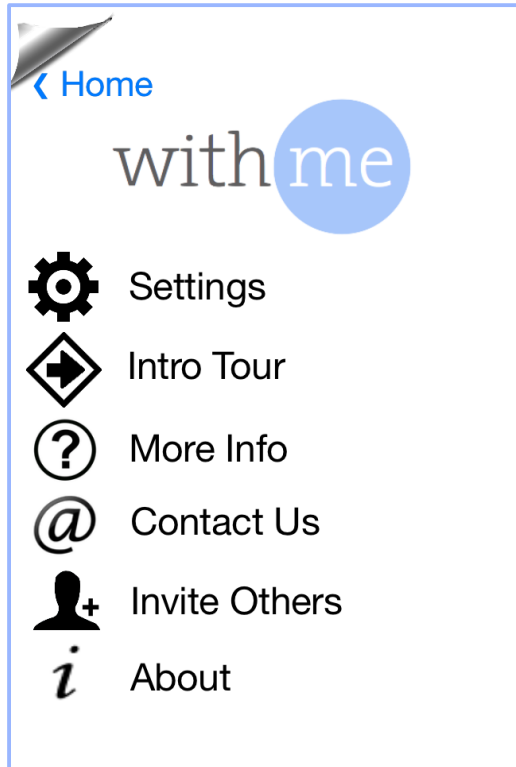 Home
with me
Settings
Intro Tour
? More Info
@ Contact Us
Invite Others
i About